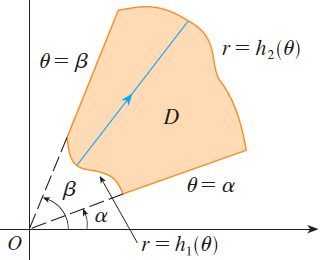 θ = β
r = h₂(θ)
D
β
θ = α
α
O
r = h₁(θ)